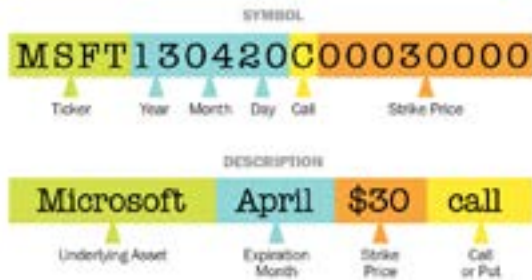 SYMBOL
MSFT130420C00030000
Ticker Year Month Day Call Strike Price
DESCRIPTION
Microsoft April $30 call
Underlying Asset Expiration Month Strike Price Call or Put